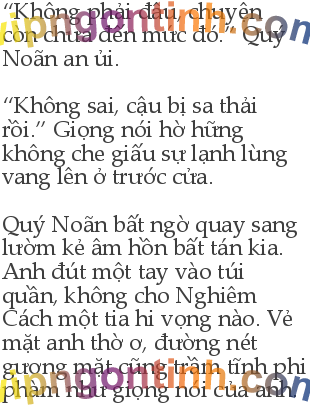 “Không phải đâu, chuyện
còn chưa đến mức đó.” Quý
Noãn an ủi.
“Không sai, cậu bị sa thải
rồi.” Giọng nói hờ hững
không che giấu sự lạnh lùng
vang lên ở trước cửa.
Quý Noãn bất ngờ quay sang
lườm kẻ âm hồn bất tán kia.
Anh đút một tay vào túi
quần, không cho Nghiêm
Cách một tia hi vọng nào. Vẻ
mặt anh thờ ơ, đường nét
gương mặt cũng trầm tĩnh phi
phàm như giọng nói của anh
vipngontinh.com
vipngontinh.com